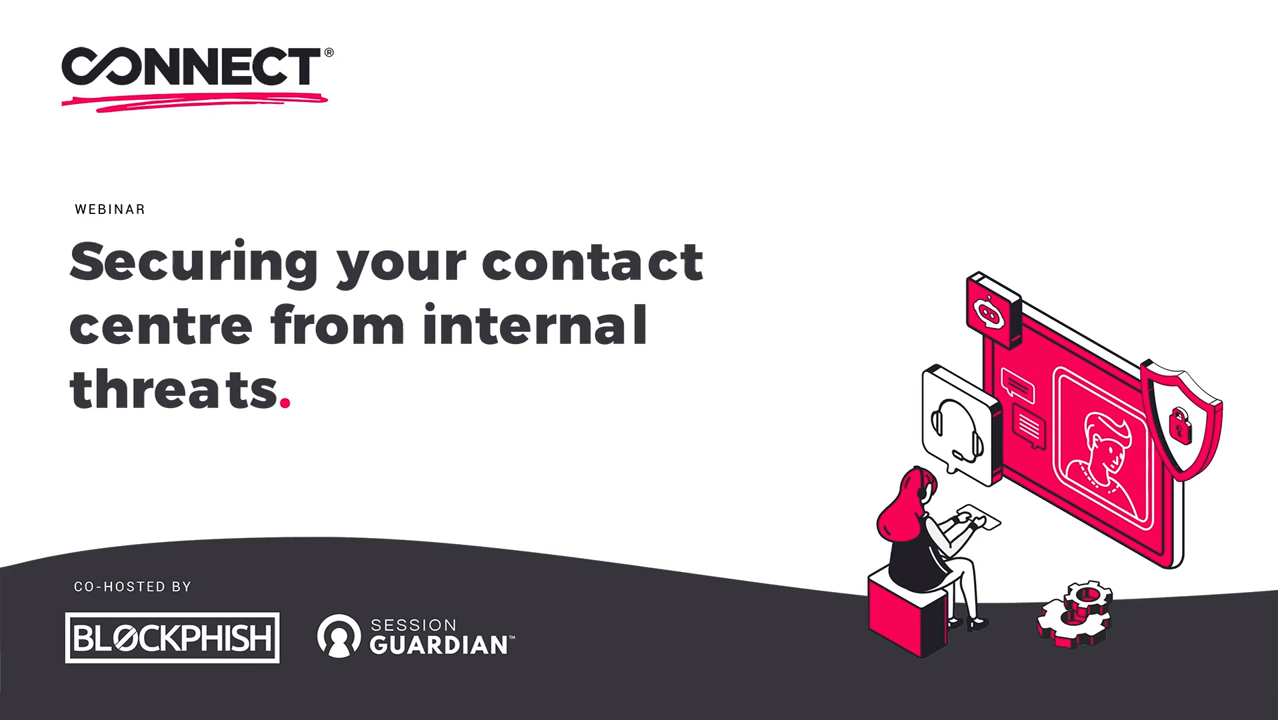 CONNECT®
WEBINAR
Securing your contact
centre from internal
threats.
CO-HOSTED BY
BLØCKPHISH
SESSION
GUARDIAN™